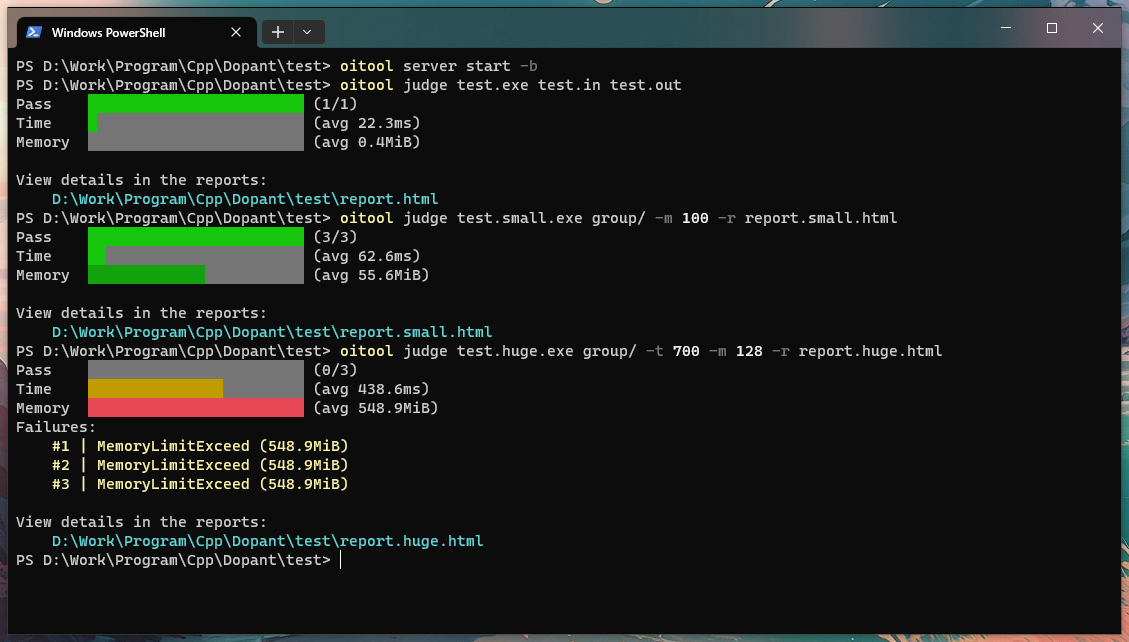 Windows PowerShell
PS D:\Work\Program\Cpp\Dopant\test> oitool server start -b
PS D:\Work\Program\Cpp\Dopant\test> oitool judge test.exe test.in test.out
Pass (1/1)
Time (avg 22.3ms)
Memory (avg 0.4MiB)
View details in the reports:
D:\Work\Program\Cpp\Dopant\test\report.html
PS D:\Work\Program\Cpp\Dopant\test> oitool judge test.small.exe group/ -m 100 -r report.small.html
Pass (3/3)
Time (avg 62.6ms)
Memory (avg 55.6MiB)
View details in the reports:
D:\Work\Program\Cpp\Dopant\test\report.small.html
PS D:\Work\Program\Cpp\Dopant\test> oitool judge test.huge.exe group/ -t 700 -m 128 -r report.huge.html
Pass (0/3)
Time (avg 438.6ms)
Memory (avg 548.9MiB)
Failures:
#1 | MemoryLimitExceed (548.9MiB)
#2 | MemoryLimitExceed (548.9MiB)
#3 | MemoryLimitExceed (548.9MiB)
View details in the reports:
D:\Work\Program\Cpp\Dopant\test\report.huge.html
PS D:\Work\Program\Cpp\Dopant\test>